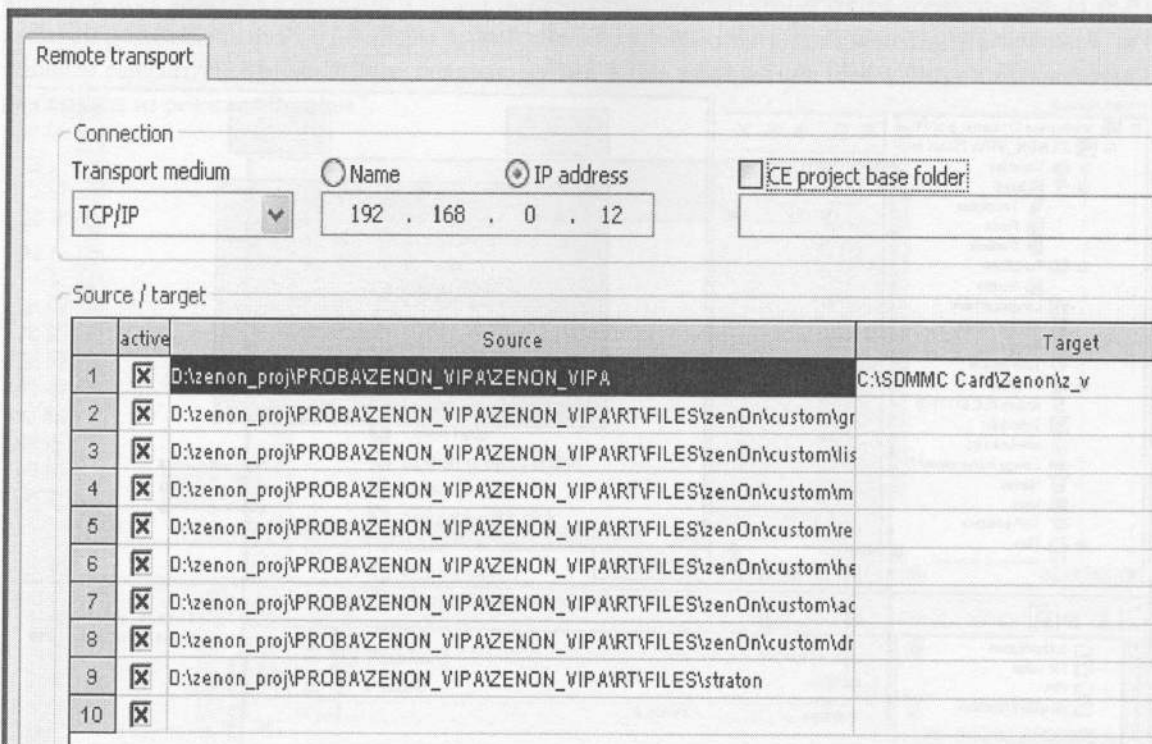 Remote transport
Connection
Transport medium
Name
IP address
CE project base folder
TCP/IP
192 . 168 . 0 . 12
Source / target
active Source Target
1 D:\zenon_proj\PROBA\ZENON_VIPA\ZENON_VIPA C:\SDMMC Card\Zenon\z_v
2 D:\zenon_proj\PROBA\ZENON_VIPA\ZENON_VIPA\RT\FILES\zenOn\custom\gr
3 D:\zenon_proj\PROBA\ZENON_VIPA\ZENON_VIPA\RT\FILES\zenOn\custom\lis
4 D:\zenon_proj\PROBA\ZENON_VIPA\ZENON_VIPA\RT\FILES\zenOn\custom\m
5 D:\zenon_proj\PROBA\ZENON_VIPA\ZENON_VIPA\RT\FILES\zenOn\custom\re
6 D:\zenon_proj\PROBA\ZENON_VIPA\ZENON_VIPA\RT\FILES\zenOn\custom\he
7 D:\zenon_proj\PROBA\ZENON_VIPA\ZENON_VIPA\RT\FILES\zenOn\custom\ac
8 D:\zenon_proj\PROBA\ZENON_VIPA\ZENON_VIPA\RT\FILES\zenOn\custom\dr
9 D:\zenon_proj\PROBA\ZENON_VIPA\ZENON_VIPA\RT\FILES\straton
10